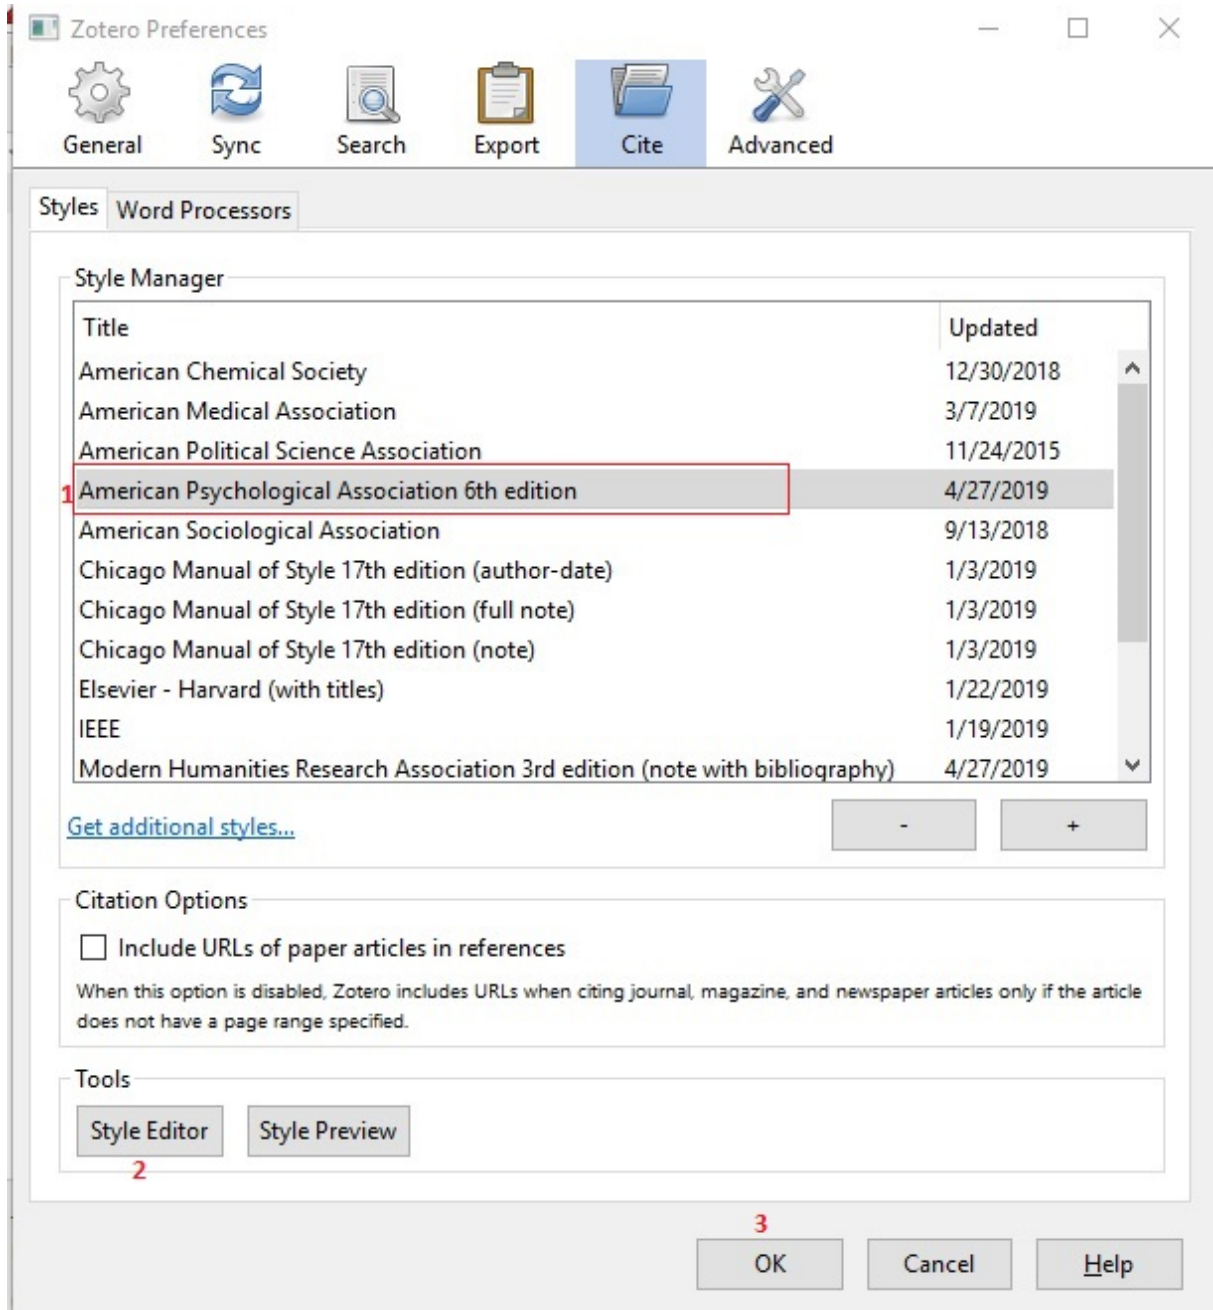 Zotero Preferences
General Sync Search Export Cite Advanced
Styles Word Processors
Style Manager
Title Updated
American Chemical Society 12/30/2018
American Medical Association 3/7/2019
American Political Science Association 11/24/2015
1 American Psychological Association 6th edition 4/27/2019
American Sociological Association 9/13/2018
Chicago Manual of Style 17th edition (author-date) 1/3/2019
Chicago Manual of Style 17th edition (full note) 1/3/2019
Chicago Manual of Style 17th edition (note) 1/3/2019
Elsevier - Harvard (with titles) 1/22/2019
IEEE 1/19/2019
Modern Humanities Research Association 3rd edition (note with bibliography) 4/27/2019
Get additional styles... - +
Citation Options
Include URLs of paper articles in references
When this option is disabled, Zotero includes URLs when citing journal, magazine, and newspaper articles only if the article
does not have a page range specified.
Tools
Style Editor Style Preview
2
3
OK Cancel Help